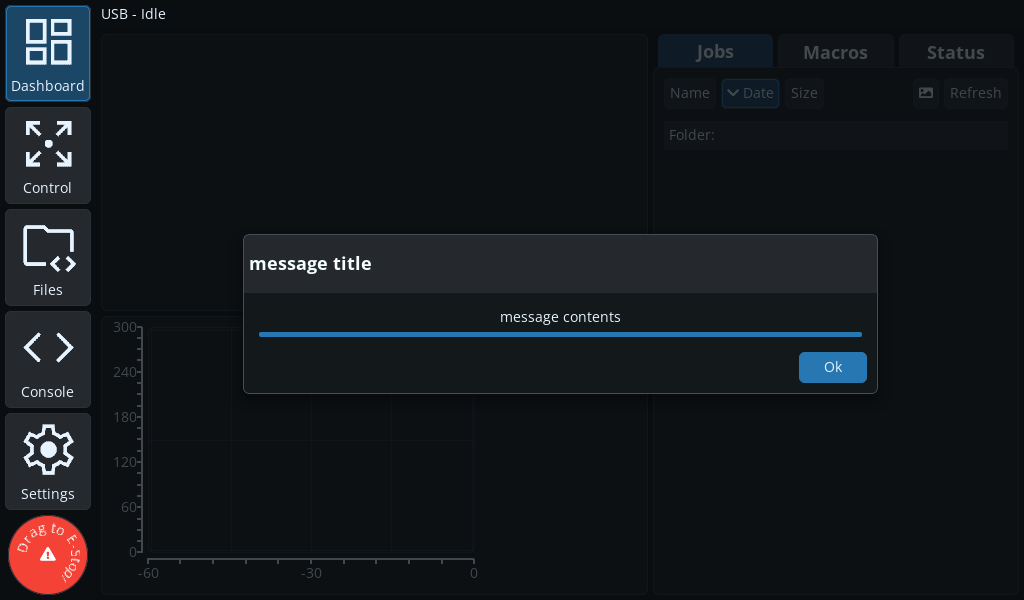 USB - Idle
Dashboard
Control
Files
Console
Settings
Drag to E-Stop!
Jobs
Macros
Status
Name
Date
Size
Refresh
Folder:
message title
message contents
Ok
300
240
180
120
60
0
-60
-30
0